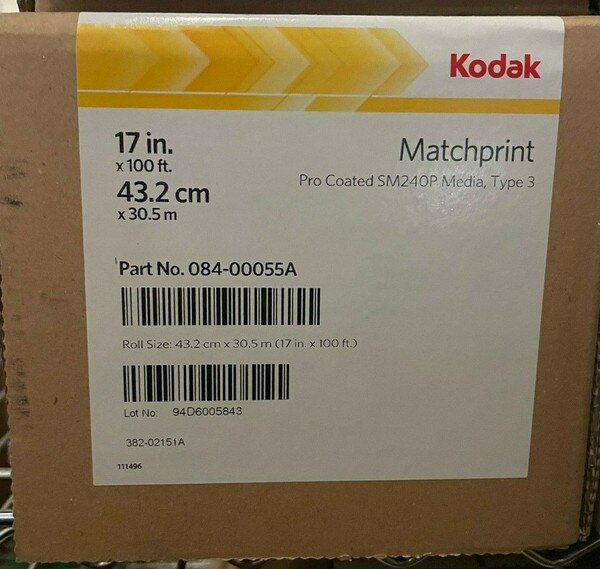 Kodak
17 in.
x 100 ft.
43.2 cm
x 30.5 m
Matchprint
Pro Coated SM240P Media, Type 3
Part No. 084-00055A
Roll Size: 43.2 cm x 30.5 m (17 in. x 100 ft.)
Lot No: 94D6005843
382-02151A
111496